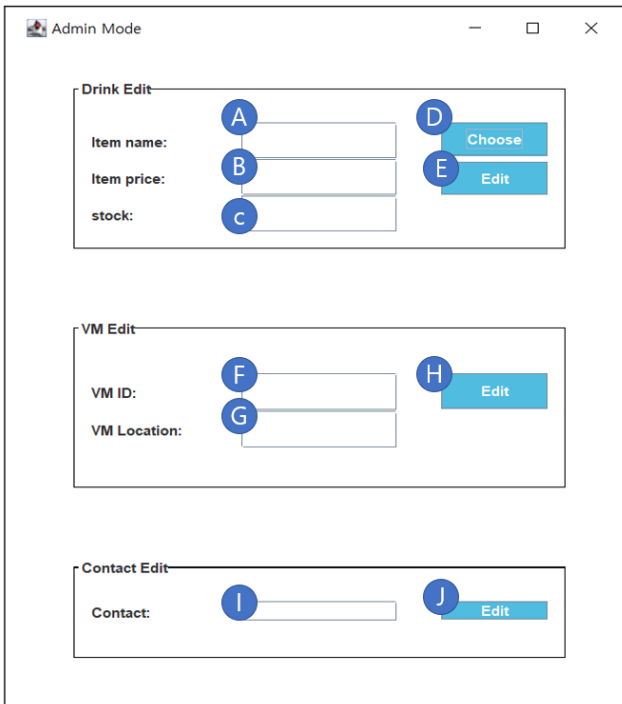 Admin Mode
Drink Edit
A
D
Item name:
Choose
B
E
Item price:
Edit
stock:
c
VM Edit
F
H
VM ID:
Edit
G
VM Location:
Contact Edit
I
J
Contact:
Edit